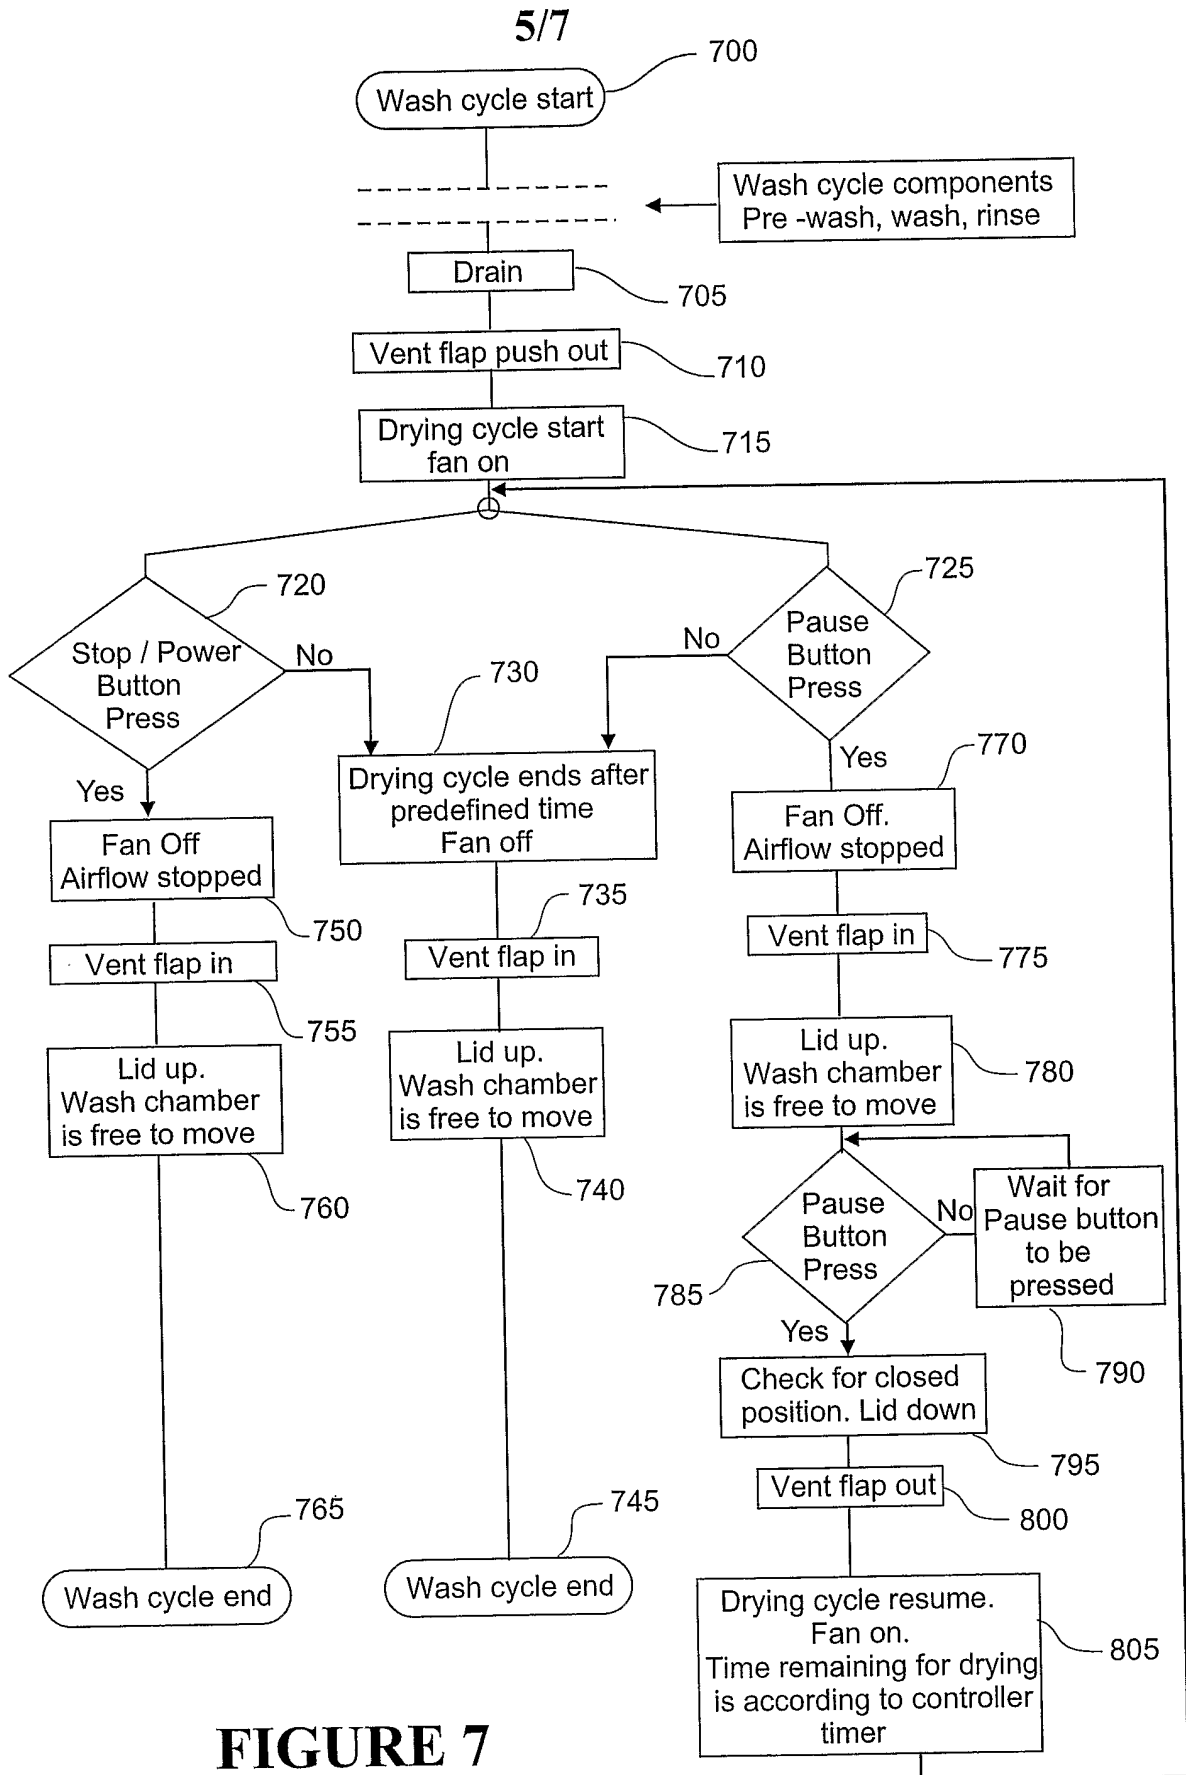 5/7
700
Wash cycle start
Wash cycle components
Pre -wash, wash, rinse
Drain
705
Vent flap push out
710
Drying cycle start
fan on
715
720
Stop / Power
Button
Press
No
Yes
725
Pause
Button
Press
No
Yes
730
Drying cycle ends after
predefined time
Fan off
770
Fan Off.
Airflow stopped
Fan Off
Airflow stopped
750
735
Vent flap in
Vent flap in
755
Vent flap in
775
Lid up.
Wash chamber
is free to move
760
Lid up.
Wash chamber
is free to move
740
Lid up.
Wash chamber
is free to move
780
Pause
Button
Press
785
No
Wait for
Pause button
to be
pressed
790
Yes
Check for closed
position. Lid down
795
Vent flap out
800
765
Wash cycle end
745
Wash cycle end
Drying cycle resume.
Fan on.
Time remaining for drying
is according to controller
timer
805
FIGURE 7